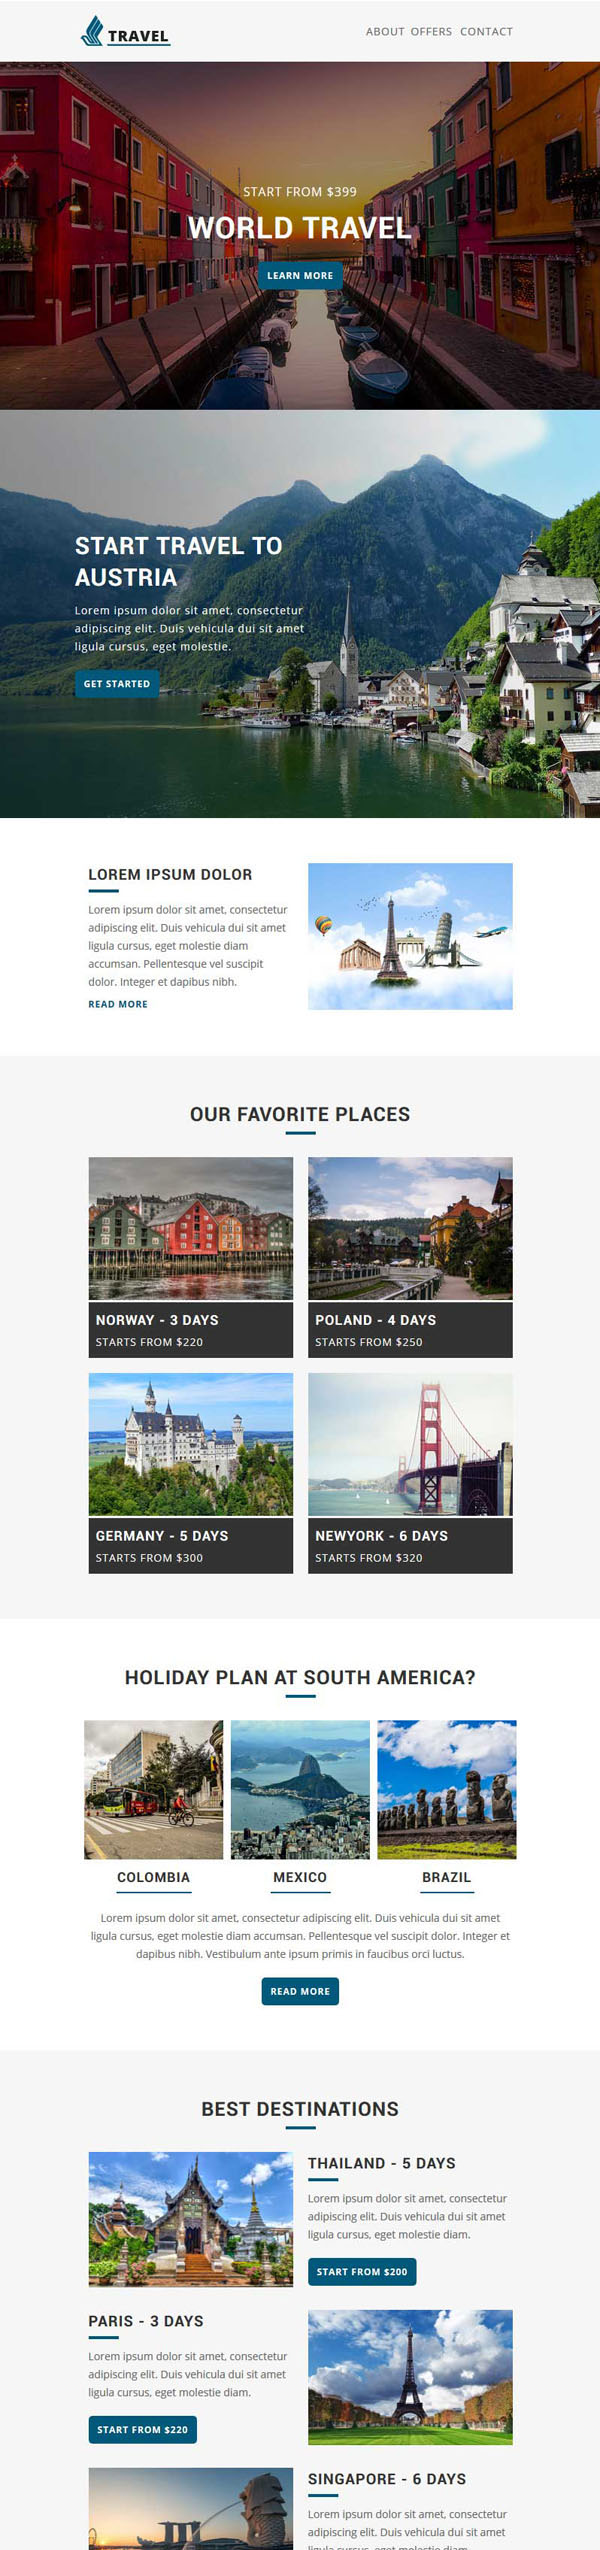 TRAVEL
ABOUT OFFERS CONTACT
START FROM $399
WORLD TRAVEL
LEARN MORE
START TRAVEL TO
AUSTRIA
Lorem ipsum dolor sit amet, consectetur
adipiscing elit. Duis vehicula dui sit amet
ligula cursus, eget molestie.
GET STARTED
LOREM IPSUM DOLOR
Lorem ipsum dolor sit amet, consectetur
adipiscing elit. Duis vehicula dui sit amet
ligula cursus, eget molestie diam
accumsan. Pellentesque vel suscipit
dolor. Integer et dapibus nibh.
READ MORE
OUR FAVORITE PLACES
NORWAY - 3 DAYS
STARTS FROM $220
POLAND - 4 DAYS
STARTS FROM $250
GERMANY - 5 DAYS
STARTS FROM $300
NEWYORK - 6 DAYS
STARTS FROM $320
HOLIDAY PLAN AT SOUTH AMERICA?
COLOMBIA
MEXICO
BRAZIL
Lorem ipsum dolor sit amet, consectetur adipiscing elit. Duis vehicula dui sit amet
ligula cursus, eget molestie diam accumsan. Pellentesque vel suscipit dolor. Integer et
dapibus nibh. Vestibulum ante ipsum primis in faucibus orci luctus.
READ MORE
BEST DESTINATIONS
THAILAND - 5 DAYS
Lorem ipsum dolor sit amet, consectetur
adipiscing elit. Duis vehicula dui sit amet
ligula cursus, eget molestie diam.
START FROM $200
PARIS - 3 DAYS
Lorem ipsum dolor sit amet, consectetur
adipiscing elit. Duis vehicula dui sit amet
ligula cursus, eget molestie diam.
START FROM $220
SINGAPORE - 6 DAYS
Lorem ipsum dolor sit amet, consectetur
adipiscing elit. Duis vehicula dui sit amet